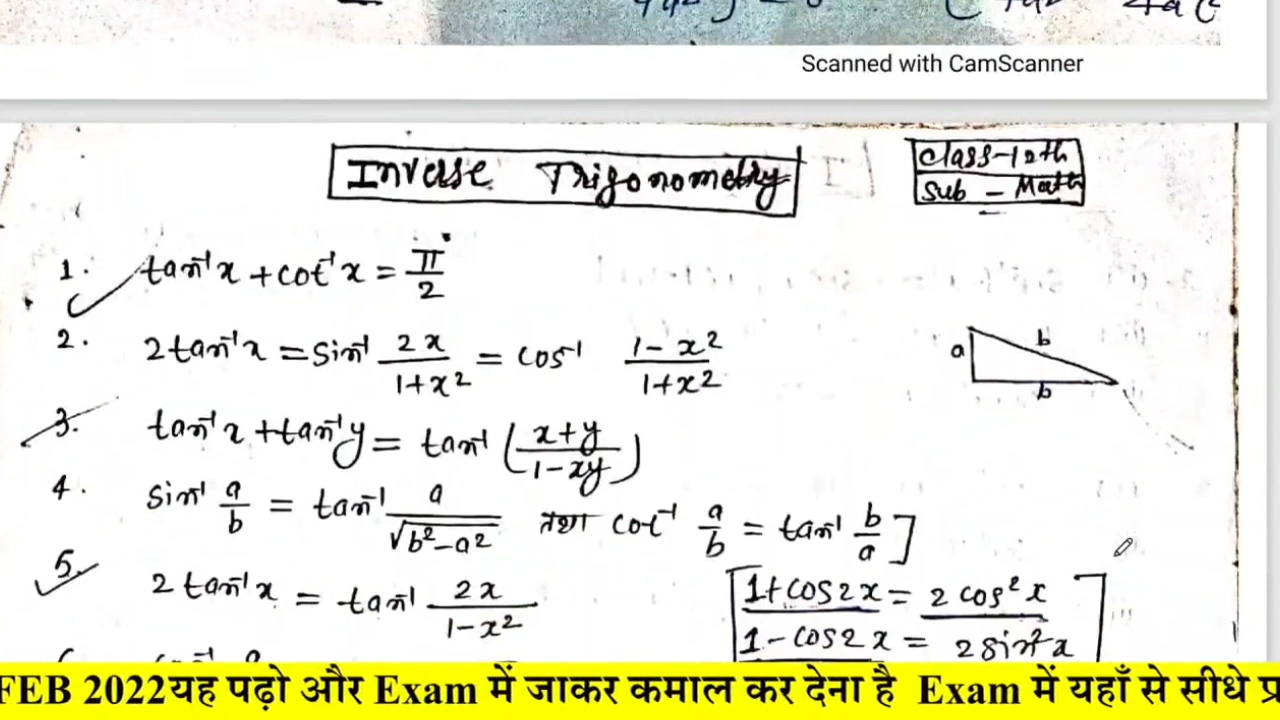 Scanned with CamScanner
Inverse Trigonometry
Class-12th
Sub - Math
1. tan⁻¹x + cot⁻¹x = π/2
2. 2tan⁻¹x = sin⁻¹ 2x/1+x² = cos⁻¹ 1-x²/1+x²
a b
b
3. tan⁻¹x + tan⁻¹y = tan⁻¹ (x+y/1-xy)
4. sin⁻¹ a/b = tan⁻¹ a/√b²-a² तथा cot⁻¹ a/b = tan⁻¹ b/a]
5. 2tan⁻¹x = tan⁻¹ 2x/1-x²
1+cos2x = 2cos²x
1-cos2x = 2sin²x
FEB 2022यह पढ़ो और Exam में जाकर कमाल कर देना है Exam में यहाँ से सीधे प्र